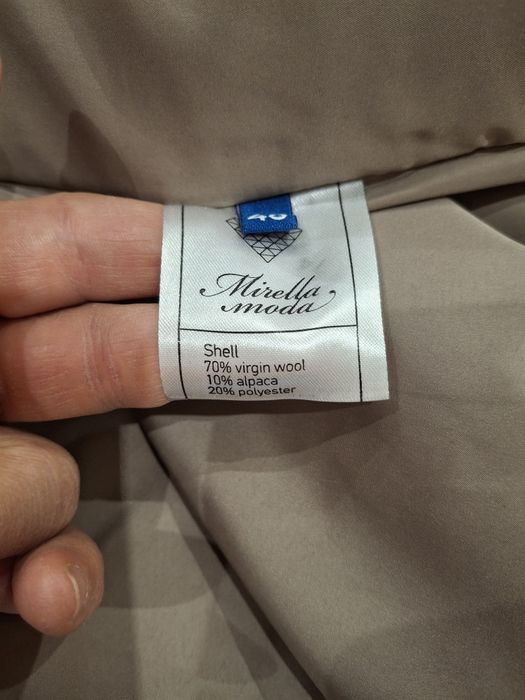 40
Mirella
moda
Shell
70% virgin wool
10% alpaca
20% polyester